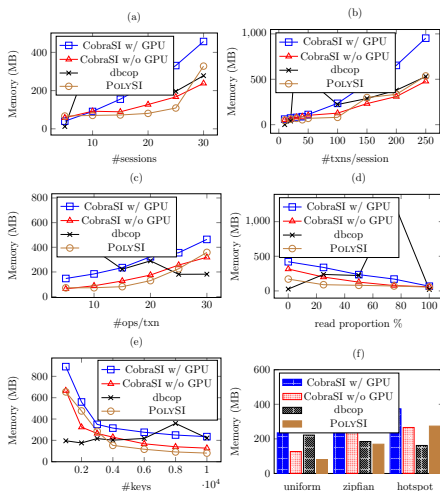 (a)
CobraSI w/ GPU
CobraSI w/o GPU
dbcop
POLYSI
Memory (MB)
400
200
0
10
20
30
#sessions
(b)
CobraSI w/ GPU
CobraSI w/o GPU
dbcop
POLYSI
Memory (MB)
1,000
500
0
0
50
100
150
200
250
#txns/session
(c)
CobraSI w/ GPU
CobraSI w/o GPU
dbcop
POLYSI
Memory (MB)
800
600
400
200
0
10
20
30
#ops/txn
(d)
CobraSI w/ GPU
CobraSI w/o GPU
dbcop
POLYSI
Memory (MB)
1,000
500
0
0
20
40
60
80
100
read proportion %
(e)
CobraSI w/ GPU
CobraSI w/o GPU
dbcop
POLYSI
Memory (MB)
800
600
400
200
0
0.2
0.4
0.6
0.8
1
#keys
·10⁴
(f)
CobraSI w/ GPU
CobraSI w/o GPU
dbcop
POLYSI
Memory (MB)
600
400
200
0
uniform
zipfian
hotspot